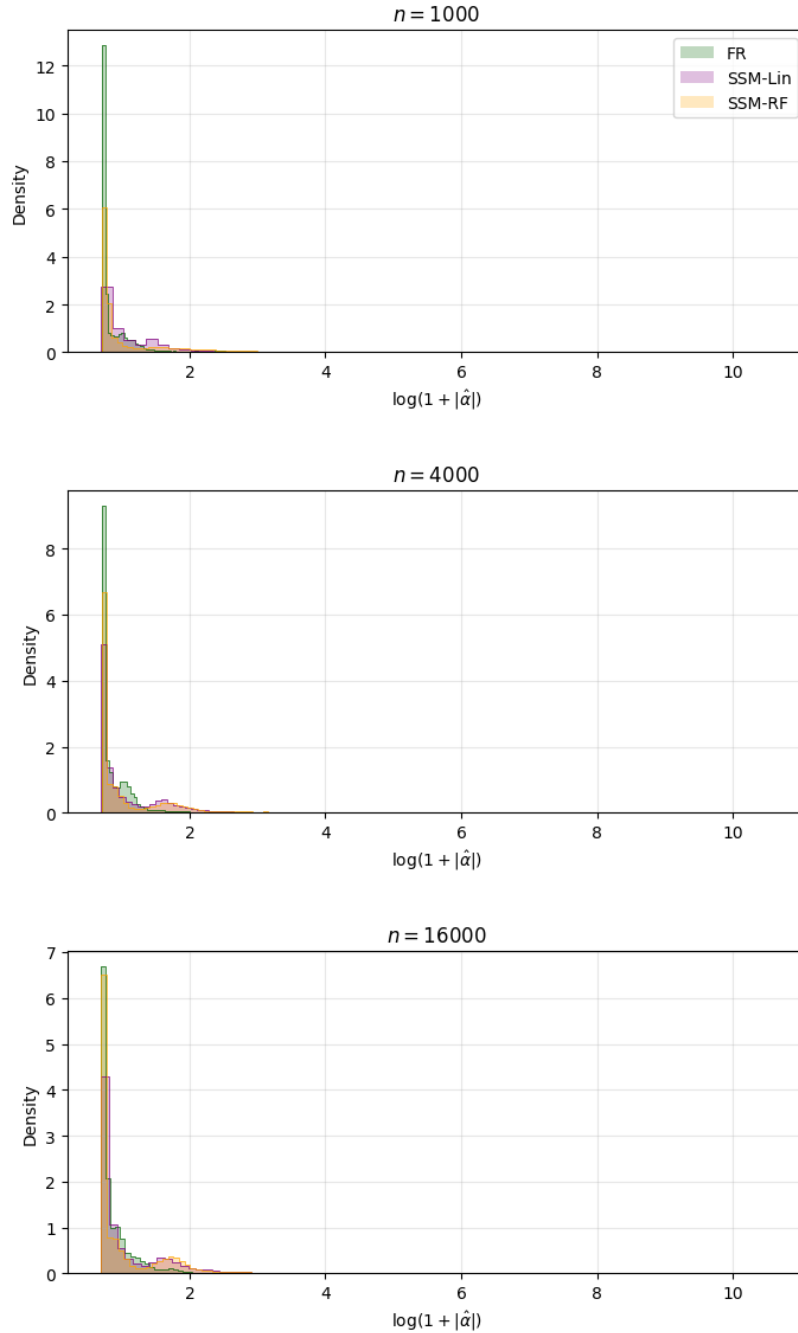 n = 1000
12
10
8
6
4
2
0
Density
FR
SSM-Lin
SSM-RF
2 4 6 8 10
log(1 + |α̂|)
n = 4000
8
6
4
2
0
Density
2 4 6 8 10
log(1 + |α̂|)
n = 16000
7
6
5
4
3
2
1
0
Density
2 4 6 8 10
log(1 + |α̂|)